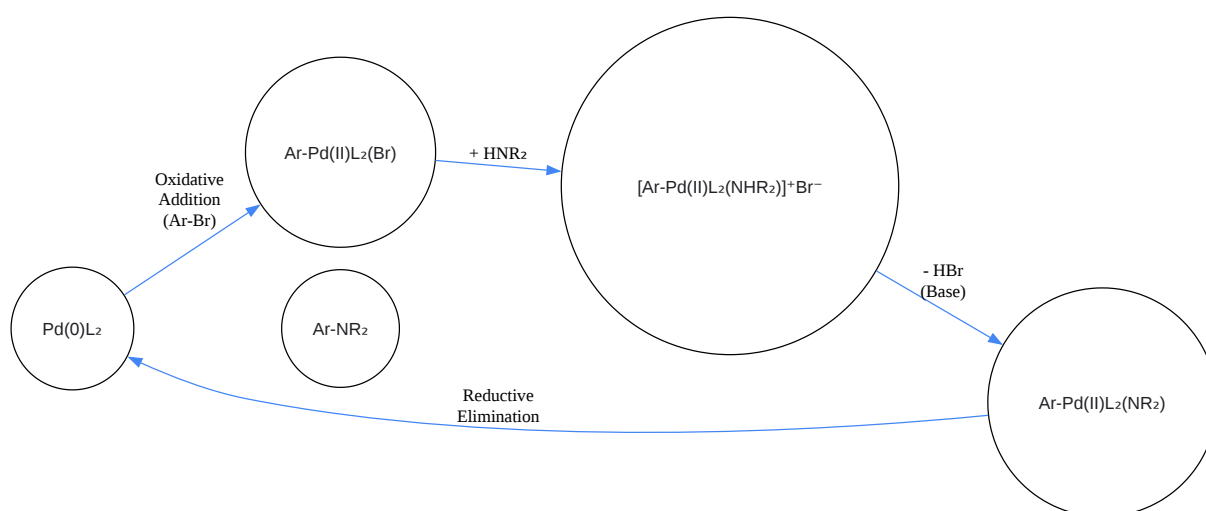 Oxidative
Addition
(Ar-Br)
Ar-Pd(II)L₂(Br)
+ HNR₂
[Ar-Pd(II)L₂(NHR₂)]⁺Br⁻
- HBr
(Base)
Pd(0)L₂
Ar-NR₂
Reductive
Elimination
Ar-Pd(II)L₂(NR₂)